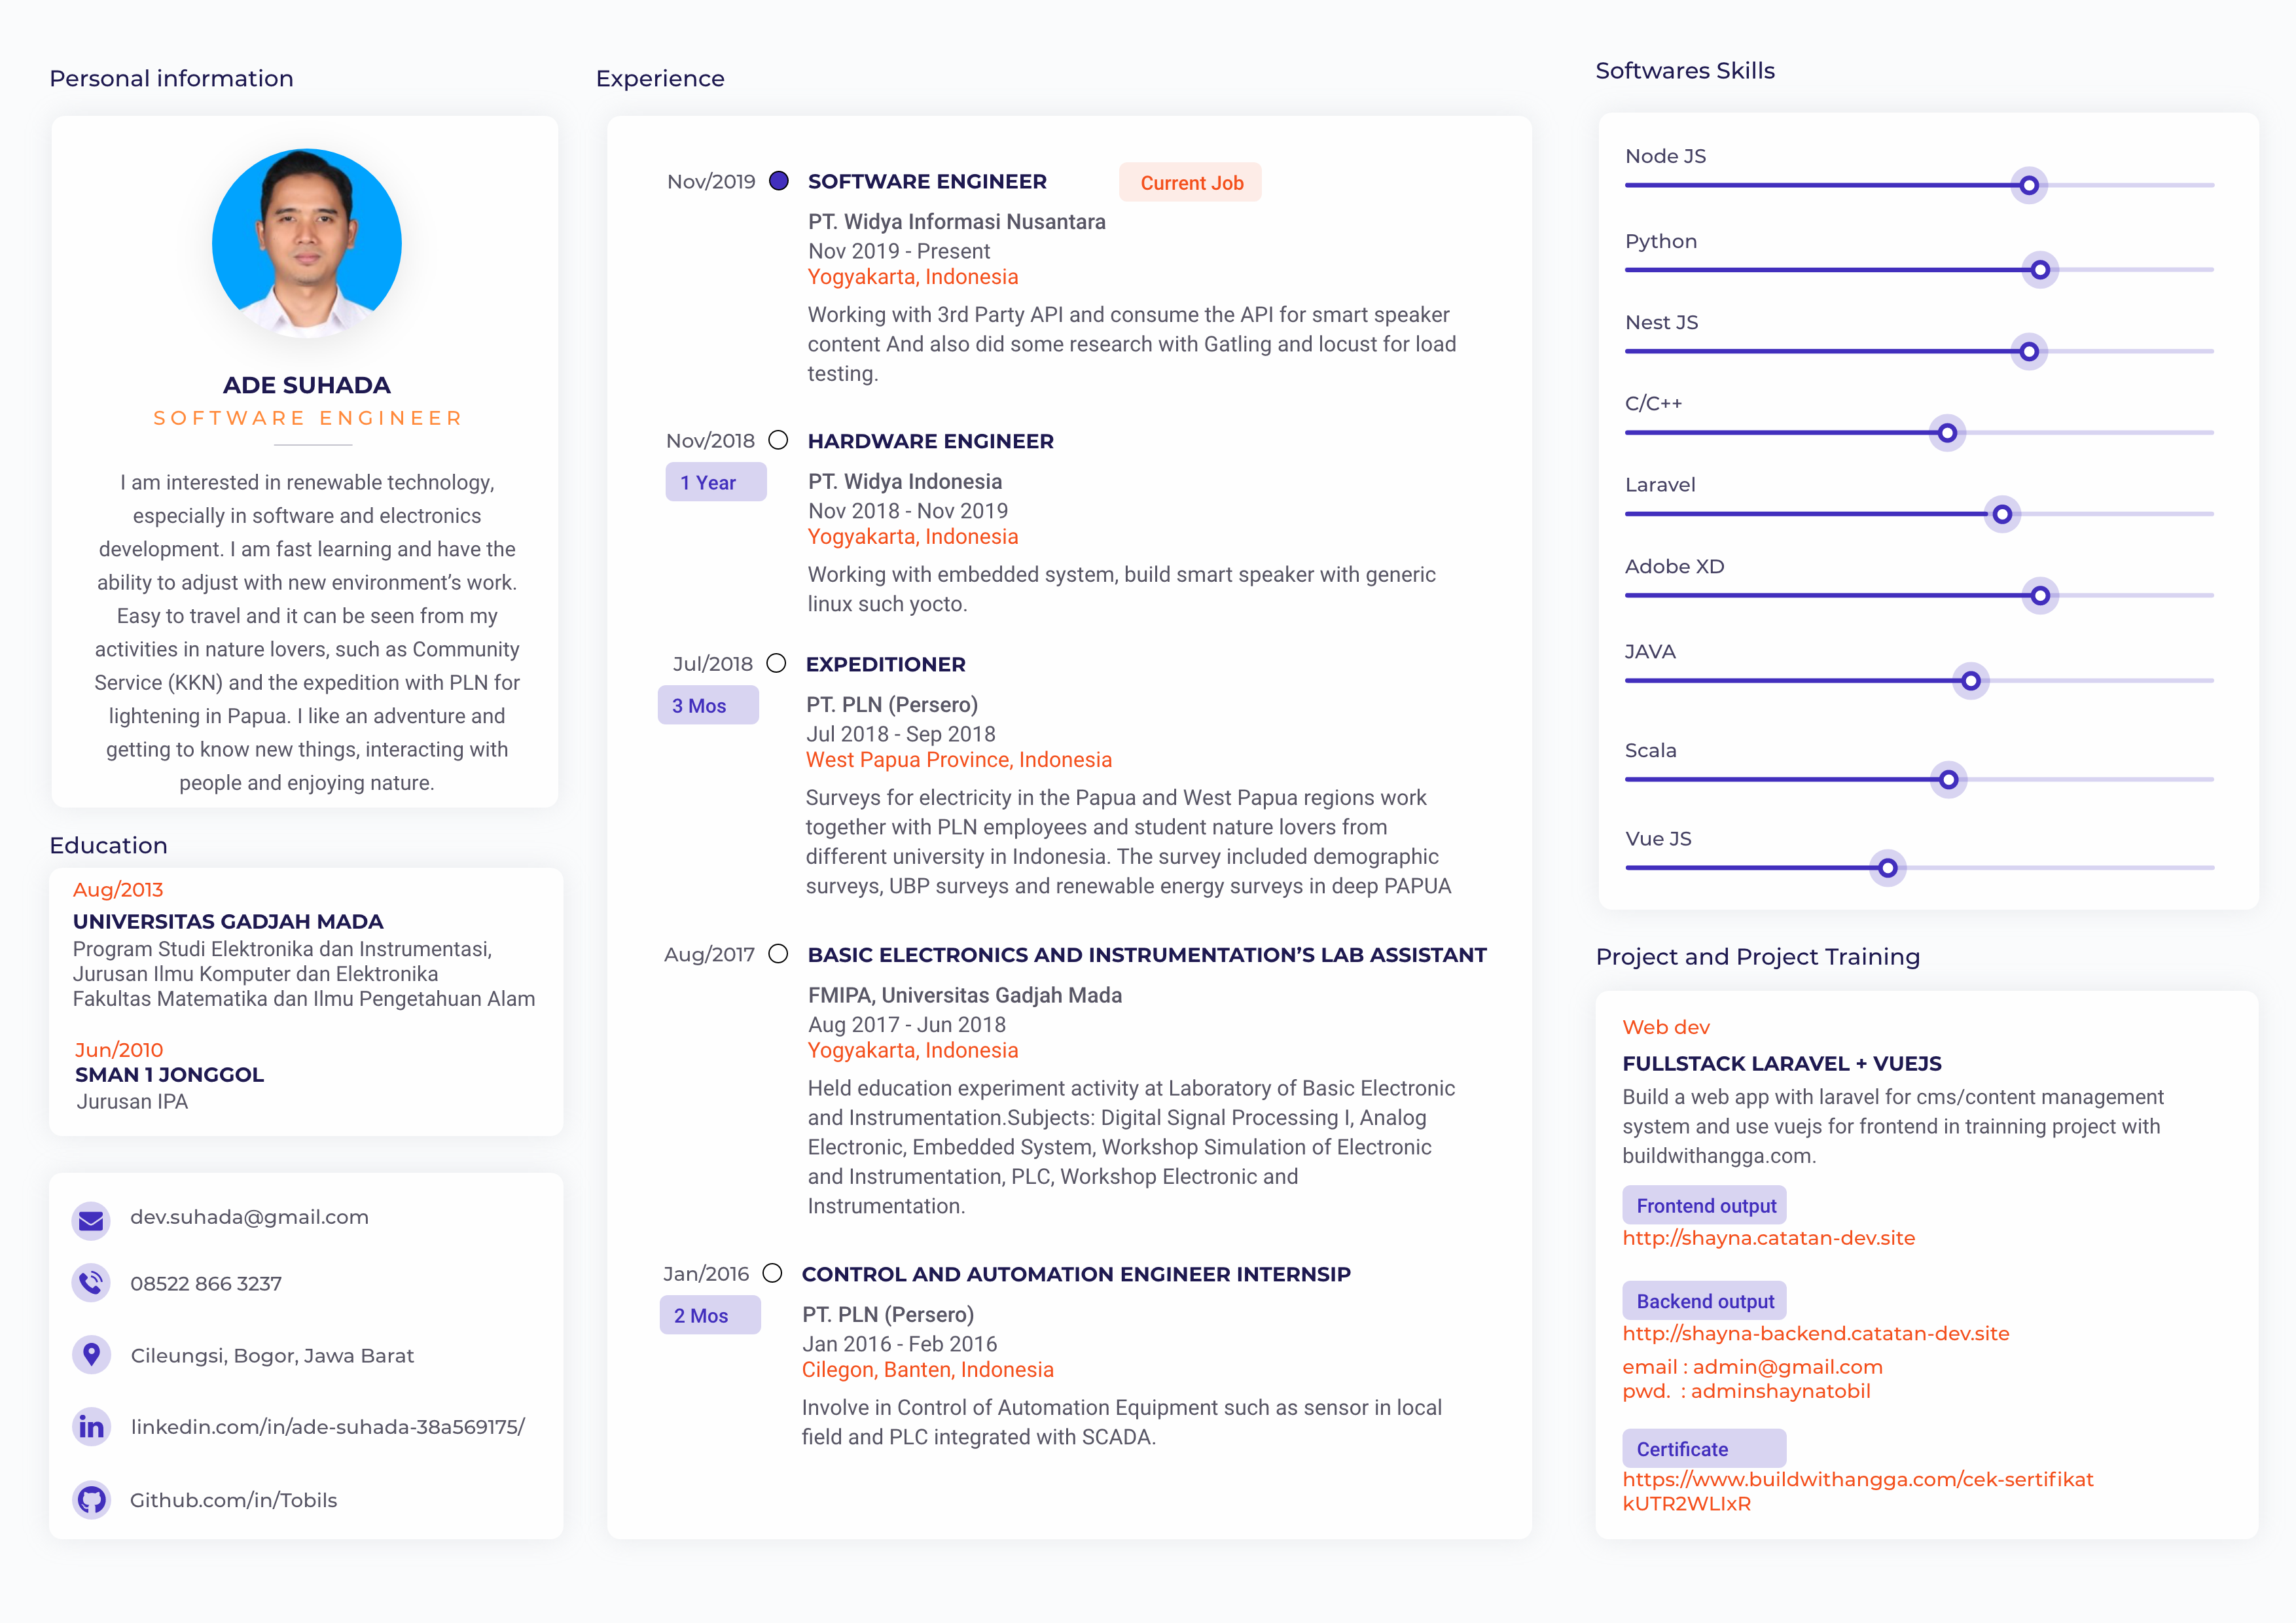 Personal information
ADE SUHADA
SOFTWARE ENGINEER
I am interested in renewable technology,
especially in software and electronics
development. I am fast learning and have the
ability to adjust with new environment’s work.
Easy to travel and it can be seen from my
activities in nature lovers, such as Community
Service (KKN) and the expedition with PLN for
lightening in Papua. I like an adventure and
getting to know new things, interacting with
people and enjoying nature.
Education
Aug/2013
UNIVERSITAS GADJAH MADA
Program Studi Elektronika dan Instrumentasi,
Jurusan Ilmu Komputer dan Elektronika
Fakultas Matematika dan Ilmu Pengetahuan Alam
Jun/2010
SMAN 1 JONGGOL
Jurusan IPA
dev.suhada@gmail.com
08522 866 3237
Cileungsi, Bogor, Jawa Barat
linkedin.com/in/ade-suhada-38a569175/
Github.com/in/Tobils
Experience
Nov/2019
SOFTWARE ENGINEER
Current Job
PT. Widya Informasi Nusantara
Nov 2019 - Present
Yogyakarta, Indonesia
Working with 3rd Party API and consume the API for smart speaker
content And also did some research with Gatling and locust for load
testing.
Nov/2018
HARDWARE ENGINEER
1 Year
PT. Widya Indonesia
Nov 2018 - Nov 2019
Yogyakarta, Indonesia
Working with embedded system, build smart speaker with generic
linux such yocto.
Jul/2018
EXPEDITIONER
3 Mos
PT. PLN (Persero)
Jul 2018 - Sep 2018
West Papua Province, Indonesia
Surveys for electricity in the Papua and West Papua regions work
together with PLN employees and student nature lovers from
different university in Indonesia. The survey included demographic
surveys, UBP surveys and renewable energy surveys in deep PAPUA
Aug/2017
BASIC ELECTRONICS AND INSTRUMENTATION’S LAB ASSISTANT
FMIPA, Universitas Gadjah Mada
Aug 2017 - Jun 2018
Yogyakarta, Indonesia
Held education experiment activity at Laboratory of Basic Electronic
and Instrumentation.Subjects: Digital Signal Processing I, Analog
Electronic, Embedded System, Workshop Simulation of Electronic
and Instrumentation, PLC, Workshop Electronic and
Instrumentation.
Jan/2016
CONTROL AND AUTOMATION ENGINEER INTERNSIP
2 Mos
PT. PLN (Persero)
Jan 2016 - Feb 2016
Cilegon, Banten, Indonesia
Involve in Control of Automation Equipment such as sensor in local
field and PLC integrated with SCADA.
Softwares Skills
Node JS
Python
Nest JS
C/C++
Laravel
Adobe XD
JAVA
Scala
Vue JS
Project and Project Training
Web dev
FULLSTACK LARAVEL + VUEJS
Build a web app with laravel for cms/content management
system and use vuejs for frontend in trainning project with
buildwithangga.com.
Frontend output
http://shayna.catatan-dev.site
Backend output
http://shayna-backend.catatan-dev.site
email : admin@gmail.com
pwd.  : adminshaynatobil
Certificate
https://www.buildwithangga.com/cek-sertifikat
kUTR2WLIxR